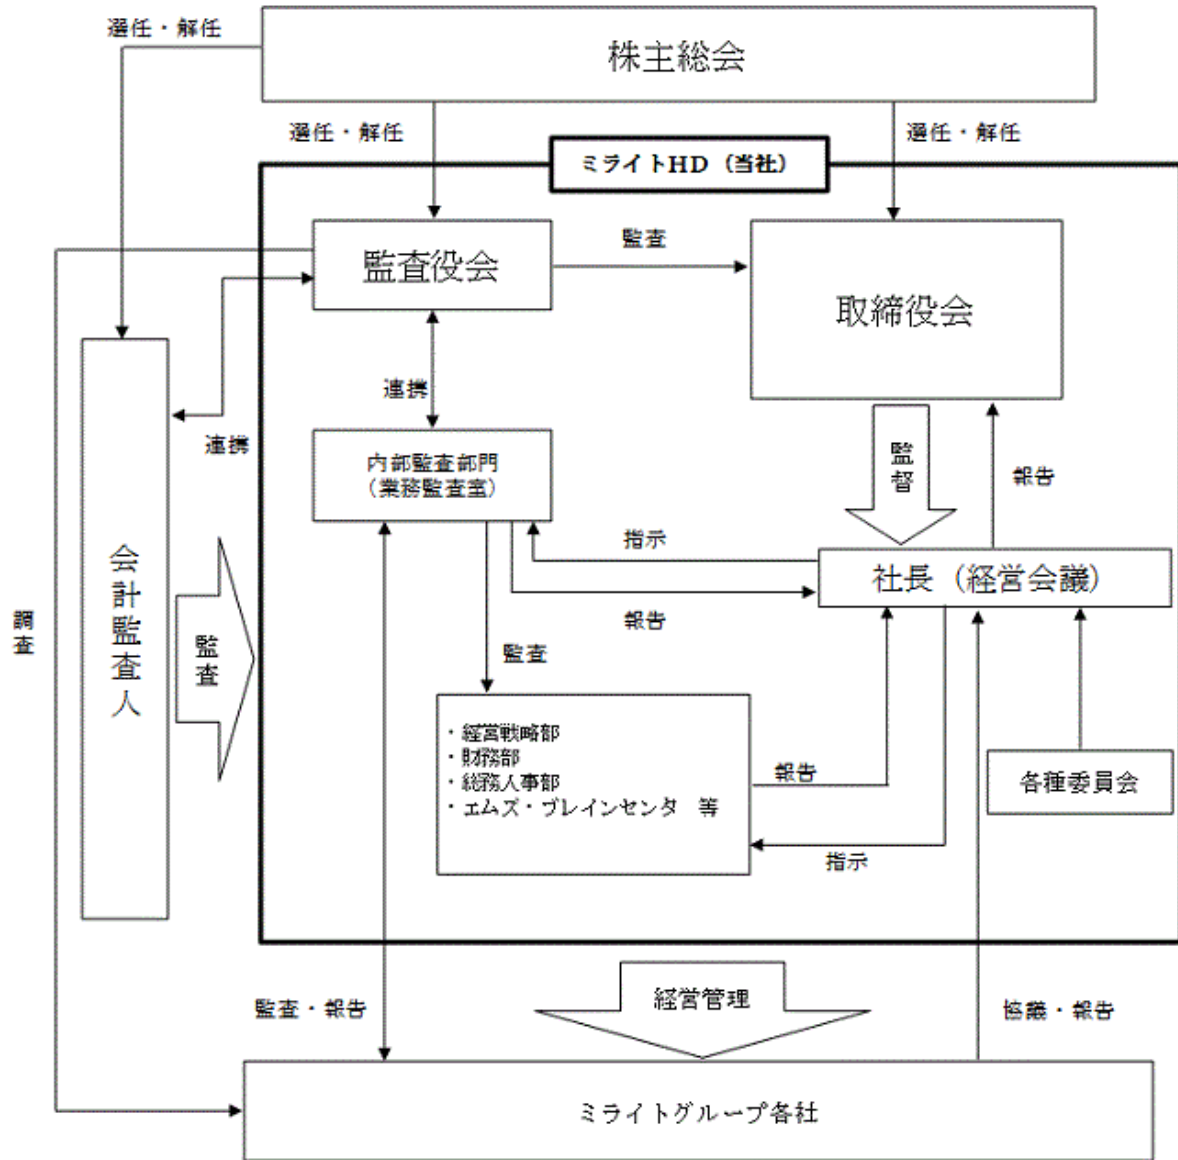 選任・解任
株主総会
選任・解任
選任・解任
ミライトHD（当社）
監査役会
監査
取締役会
連携
連携
内部監査部門
（業務監査室）
監督
報告
指示
社長（経営会議）
報告
会計監査人
調査
監査
監査
・経営戦略部
・財務部
・総務人事部
・エムズ・ブレインセンタ　等
報告
各種委員会
指示
監査・報告
経営管理
協議・報告
ミライトグループ各社